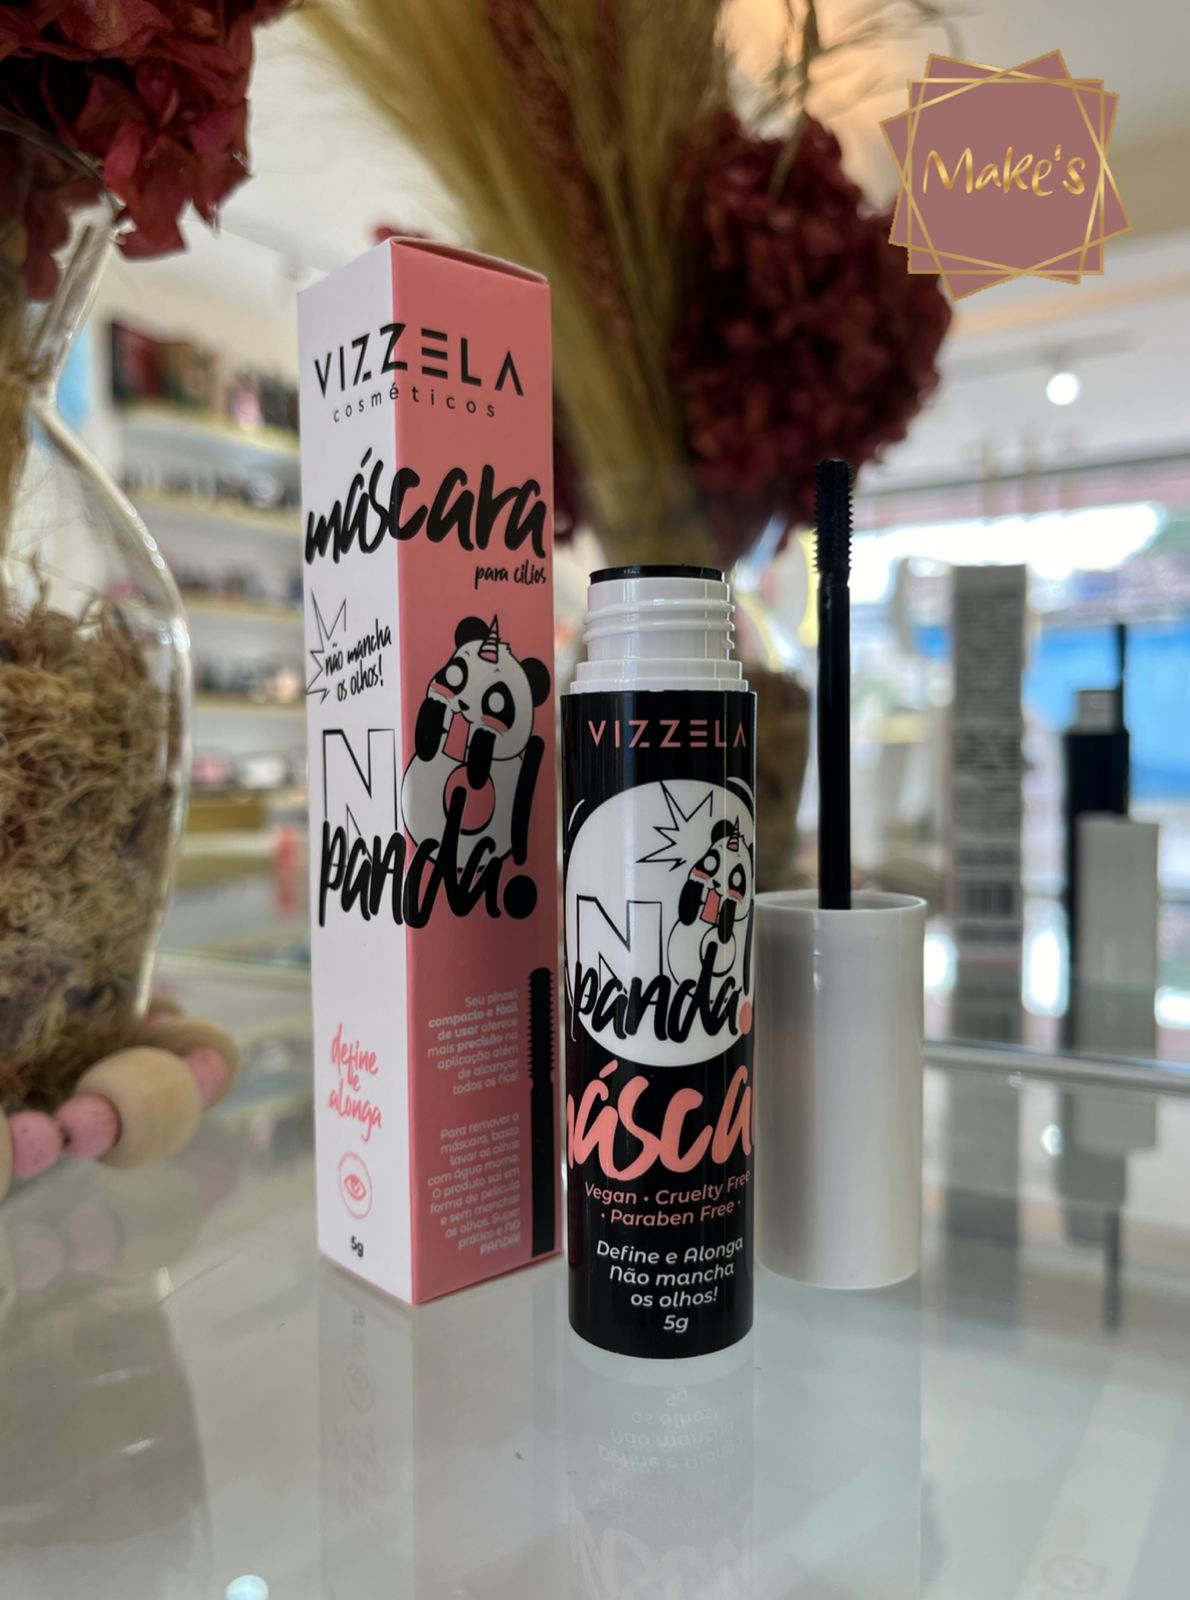 Make's
VIZZELA
cosméticos
máscara
para cílios
não mancha
os olhos!
NO
panda!
Seu pincel
compacto e fácil
de usar oferece
mais precisão na
aplicação além
de alcançar
todos os fios!
define
e
alonga
Para remover a
máscara, basta
lavar os olhos
com água morna.
O produto sai em
forma de película
e sem manchar
os olhos. Super
prático e NO
PANDA!
5g
VIZZELA
NO
panda!
másca
Vegan · Cruelty Free
· Paraben Free ·
Define e Alonga
Não mancha
os olhos!
5g